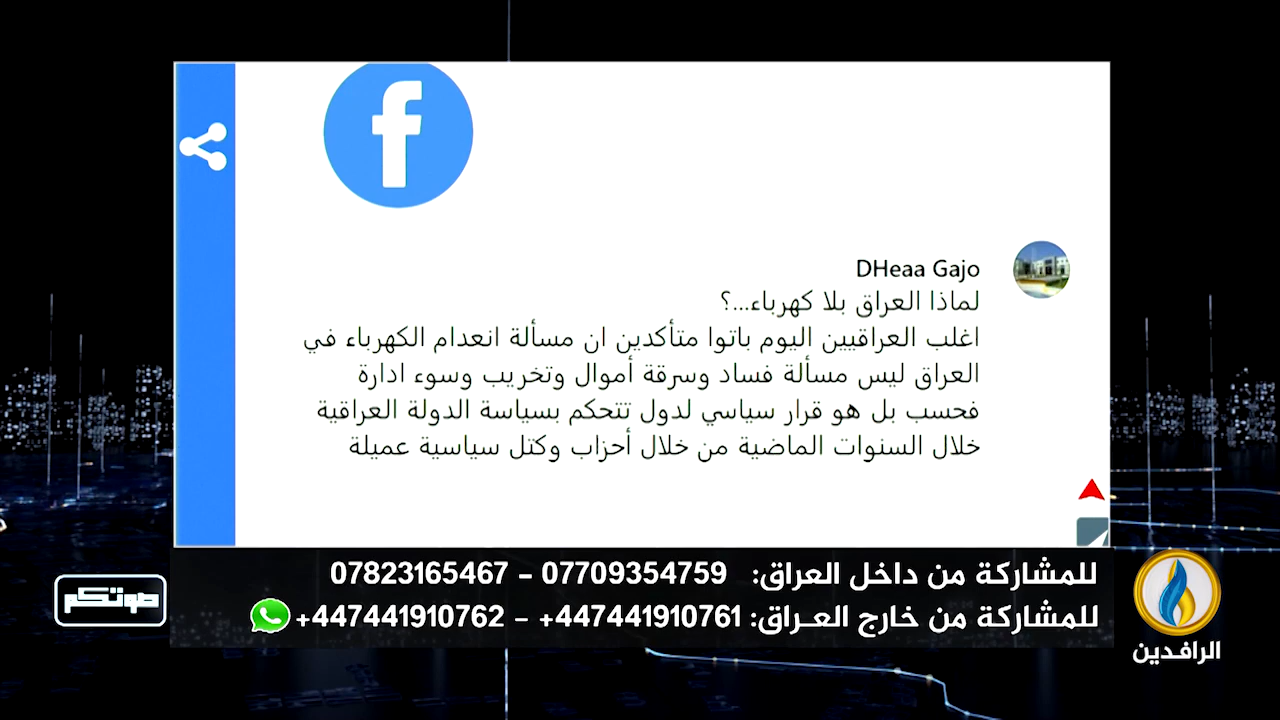 f
DHeaa Gajo
لماذا العراق بلا كهرباء...؟
اغلب العراقيين اليوم باتوا متأكدين ان مسألة انعدام الكهرباء في
العراق ليس مسألة فساد وسرقة أموال وتخريب وسوء ادارة
فحسب بل هو قرار سياسي لدول تتحكم بسياسة الدولة العراقية
خلال السنوات الماضية من خلال أحزاب وكتل سياسية عميلة
للمشاركة من داخل العراق: 07709354759 - 07823165467
للمشاركة من خارج العـراق: 447441910761+ - 447441910762+
صوتكم
الرافدين